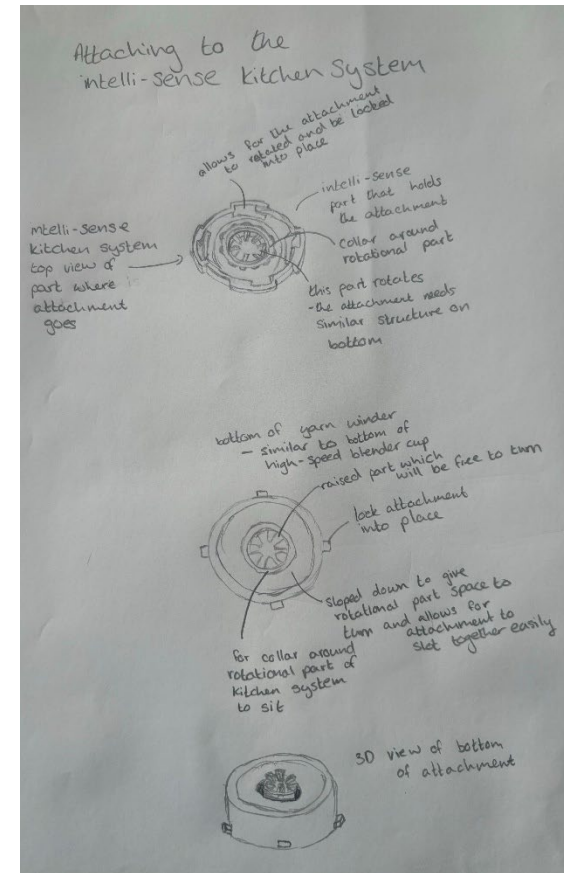 Attaching to the
intelli-sense kitchen system
allows for the attachment
to rotated and be locked
into place
intelli-sense
part that holds
the attachment
collar around
rotational part
this part rotates
-the attachment needs
similar structure on
bottom
intelli-sense
kitchen system
top view of
part where
attachment
goes
bottom of yarn winder
- similar to bottom of
high-speed blender cup
raised part which
will be free to turn
lock attachment
into place
sloped down to give
rotational part space to
turn and allows for
attachment to
slot together easily
for collar around
rotational part of
kitchen system
to sit
3D view of bottom
of attachment